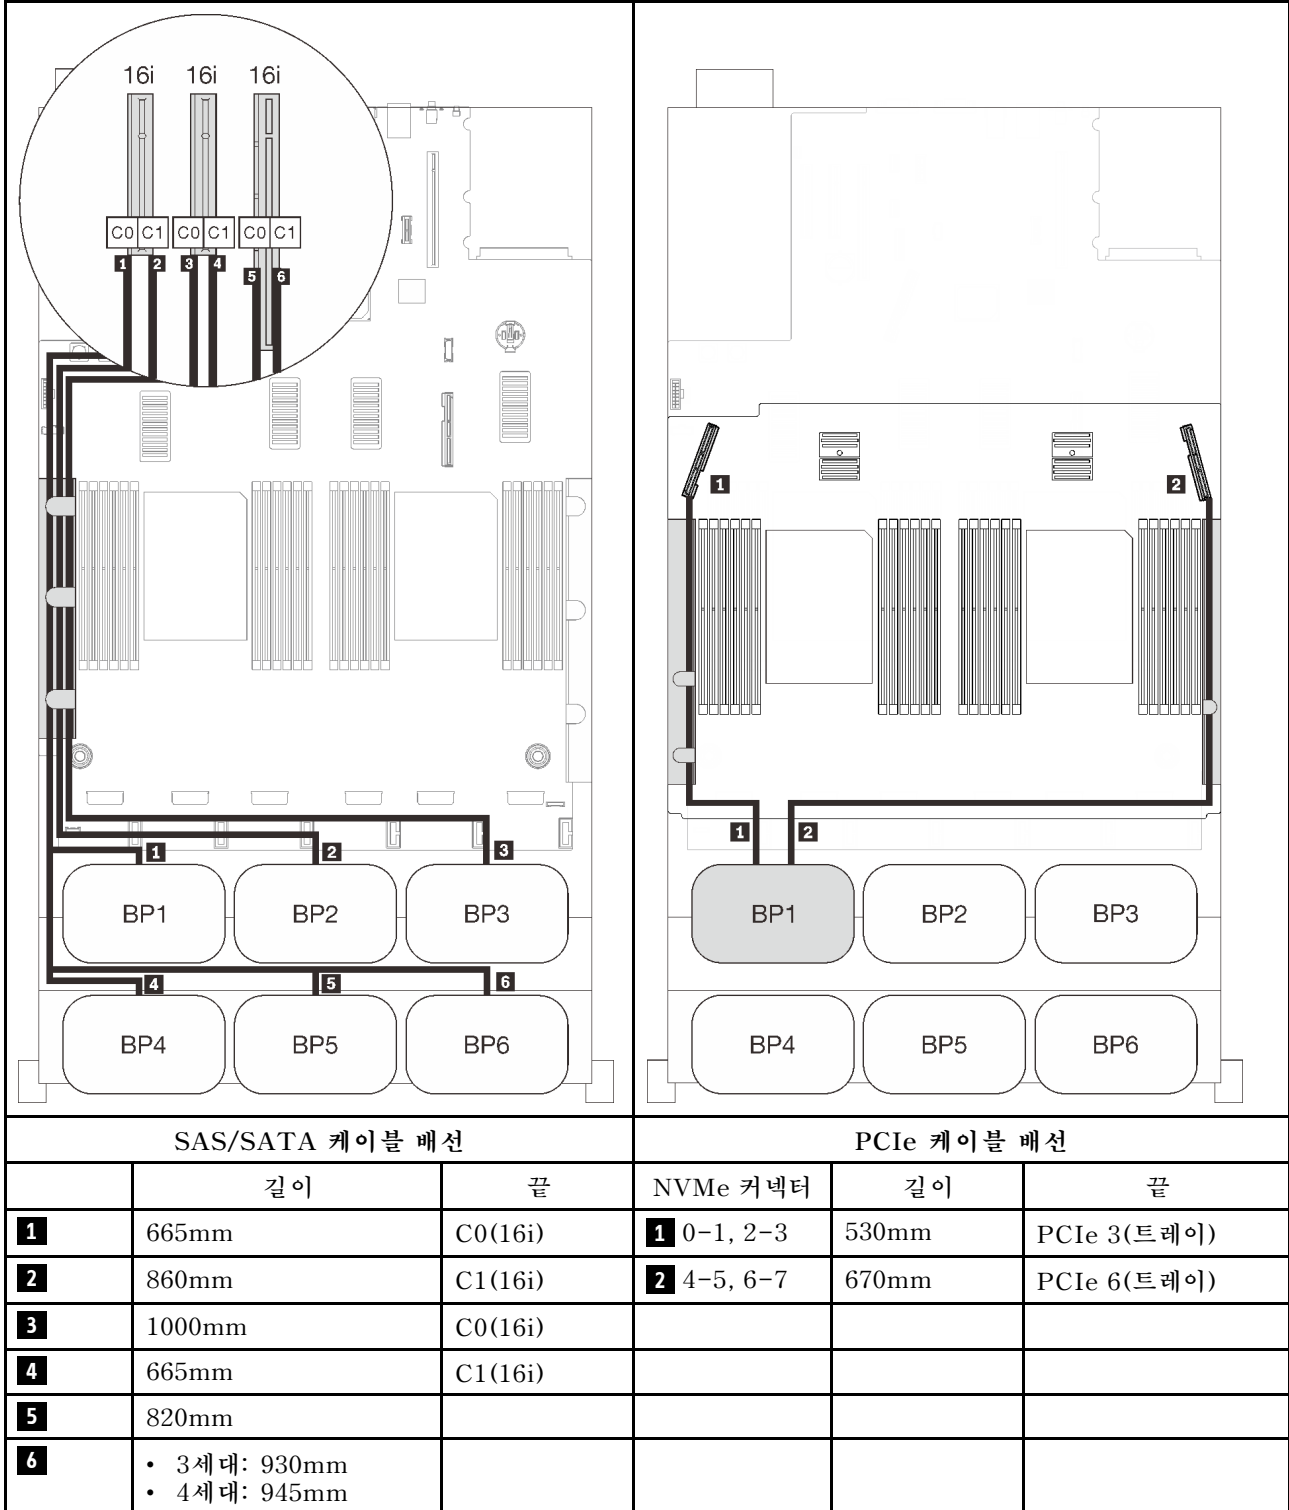 16i 16i 16i
C0 C1 C0 C1 C0 C1
1 2 3 4 5 6
1 2 3
BP1 BP2 BP3
4 5 6
BP4 BP5 BP6
1 2
1 2
BP1 BP2 BP3
BP4 BP5 BP6
SAS/SATA 케이블 배선 PCIe 케이블 배선
길이 끝 NVMe 커넥터 길이 끝
1 665mm C0(16i) 1 0-1, 2-3 530mm PCIe 3(트레이)
2 860mm C1(16i) 2 4-5, 6-7 670mm PCIe 6(트레이)
3 1000mm C0(16i)
4 665mm C1(16i)
5 820mm
6 • 3세대: 930mm
• 4세대: 945mm